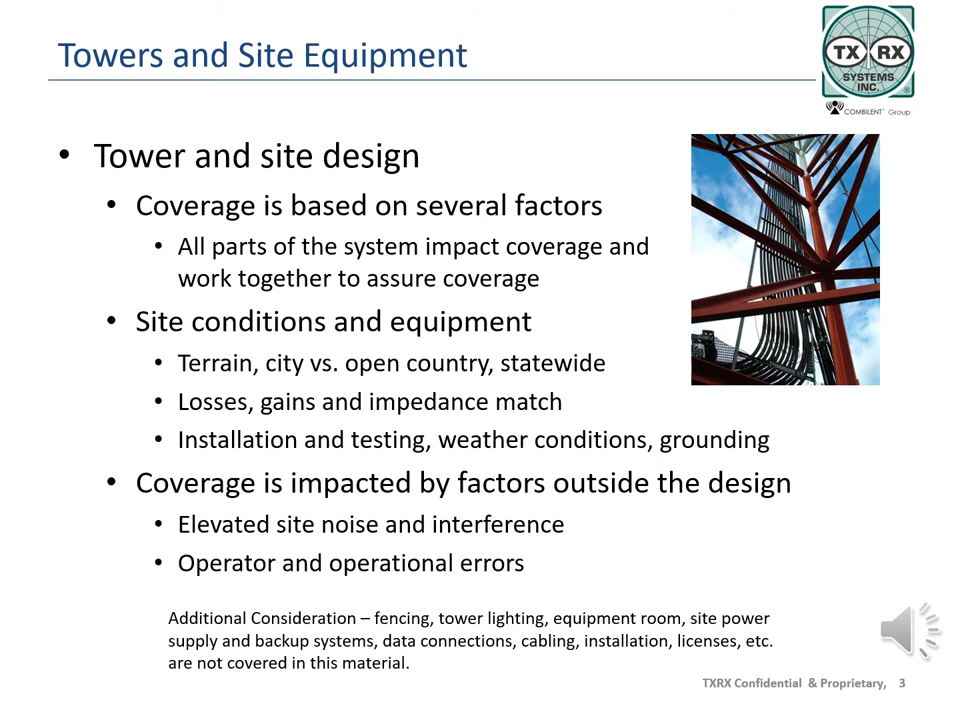 Towers and Site Equipment
TX RX
SYSTEMS
INC.
®
COMBILENT™ Group
• Tower and site design
• Coverage is based on several factors
• All parts of the system impact coverage and
work together to assure coverage
• Site conditions and equipment
• Terrain, city vs. open country, statewide
• Losses, gains and impedance match
• Installation and testing, weather conditions, grounding
• Coverage is impacted by factors outside the design
• Elevated site noise and interference
• Operator and operational errors
Additional Consideration – fencing, tower lighting, equipment room, site power
supply and backup systems, data connections, cabling, installation, licenses, etc.
are not covered in this material.
TXRX Confidential & Proprietary, 3